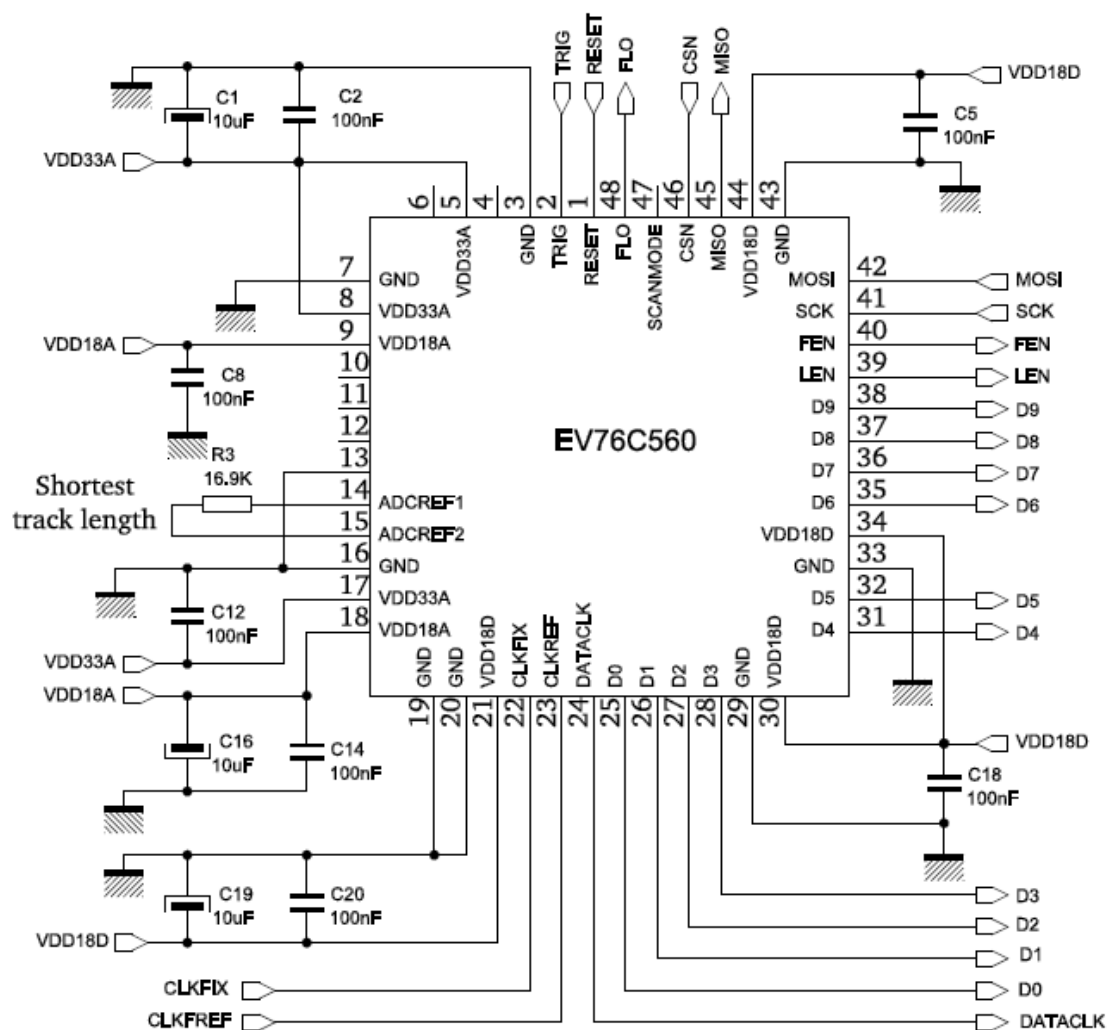 TRIG
RESET
FLO
CSN
MISO
VDD18D
C1
10uF
C2
100nF
C5
100nF
VDD33A
6
5
4
3
2
1
48
47
46
45
44
43
VDD33A
GND
TRIG
RESET
FLO
SCANMODE
CSN
MISO
VDD18D
GND
7
GND
MOSI
42
MOSI
8
VDD33A
SCK
41
SCK
VDD18A
9
VDD18A
FEN
40
FEN
10
LEN
39
LEN
C8
100nF
11
D9
38
D9
12
D8
37
D8
EV76C560
R3
16.9K
13
D7
36
D7
Shortest
track length
14
ADCREF1
D6
35
D6
15
ADCREF2
VDD18D
34
16
GND
GND
33
C12
100nF
17
VDD33A
D5
32
D5
18
VDD18A
D4
31
D4
VDD33A
VDD18A
GND
GND
VDD18D
CLKFIX
CLKREF
DATACLK
D0
D1
D2
D3
GND
VDD18D
19
20
21
22
23
24
25
26
27
28
29
30
C16
10uF
C14
100nF
VDD18D
C18
100nF
C19
10uF
C20
100nF
VDD18D
D3
D2
D1
CLKFIX
D0
CLKFREF
DATACLK